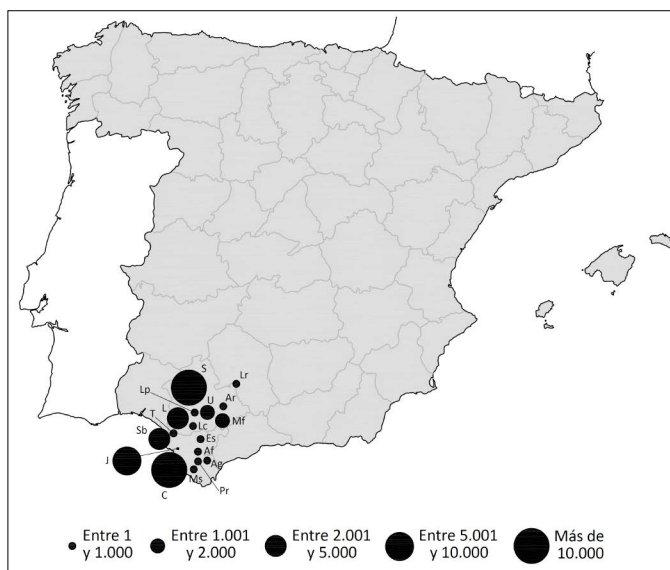 S
Lr
Lp
U
Ar
L
T
Lc
Mf
Sb
Es
J
Af
Ag
C
Ms
Pr
Entre 1
y 1.000
Entre 1.001
y 2.000
Entre 2.001
y 5.000
Entre 5.001
y 10.000
Más de
10.000